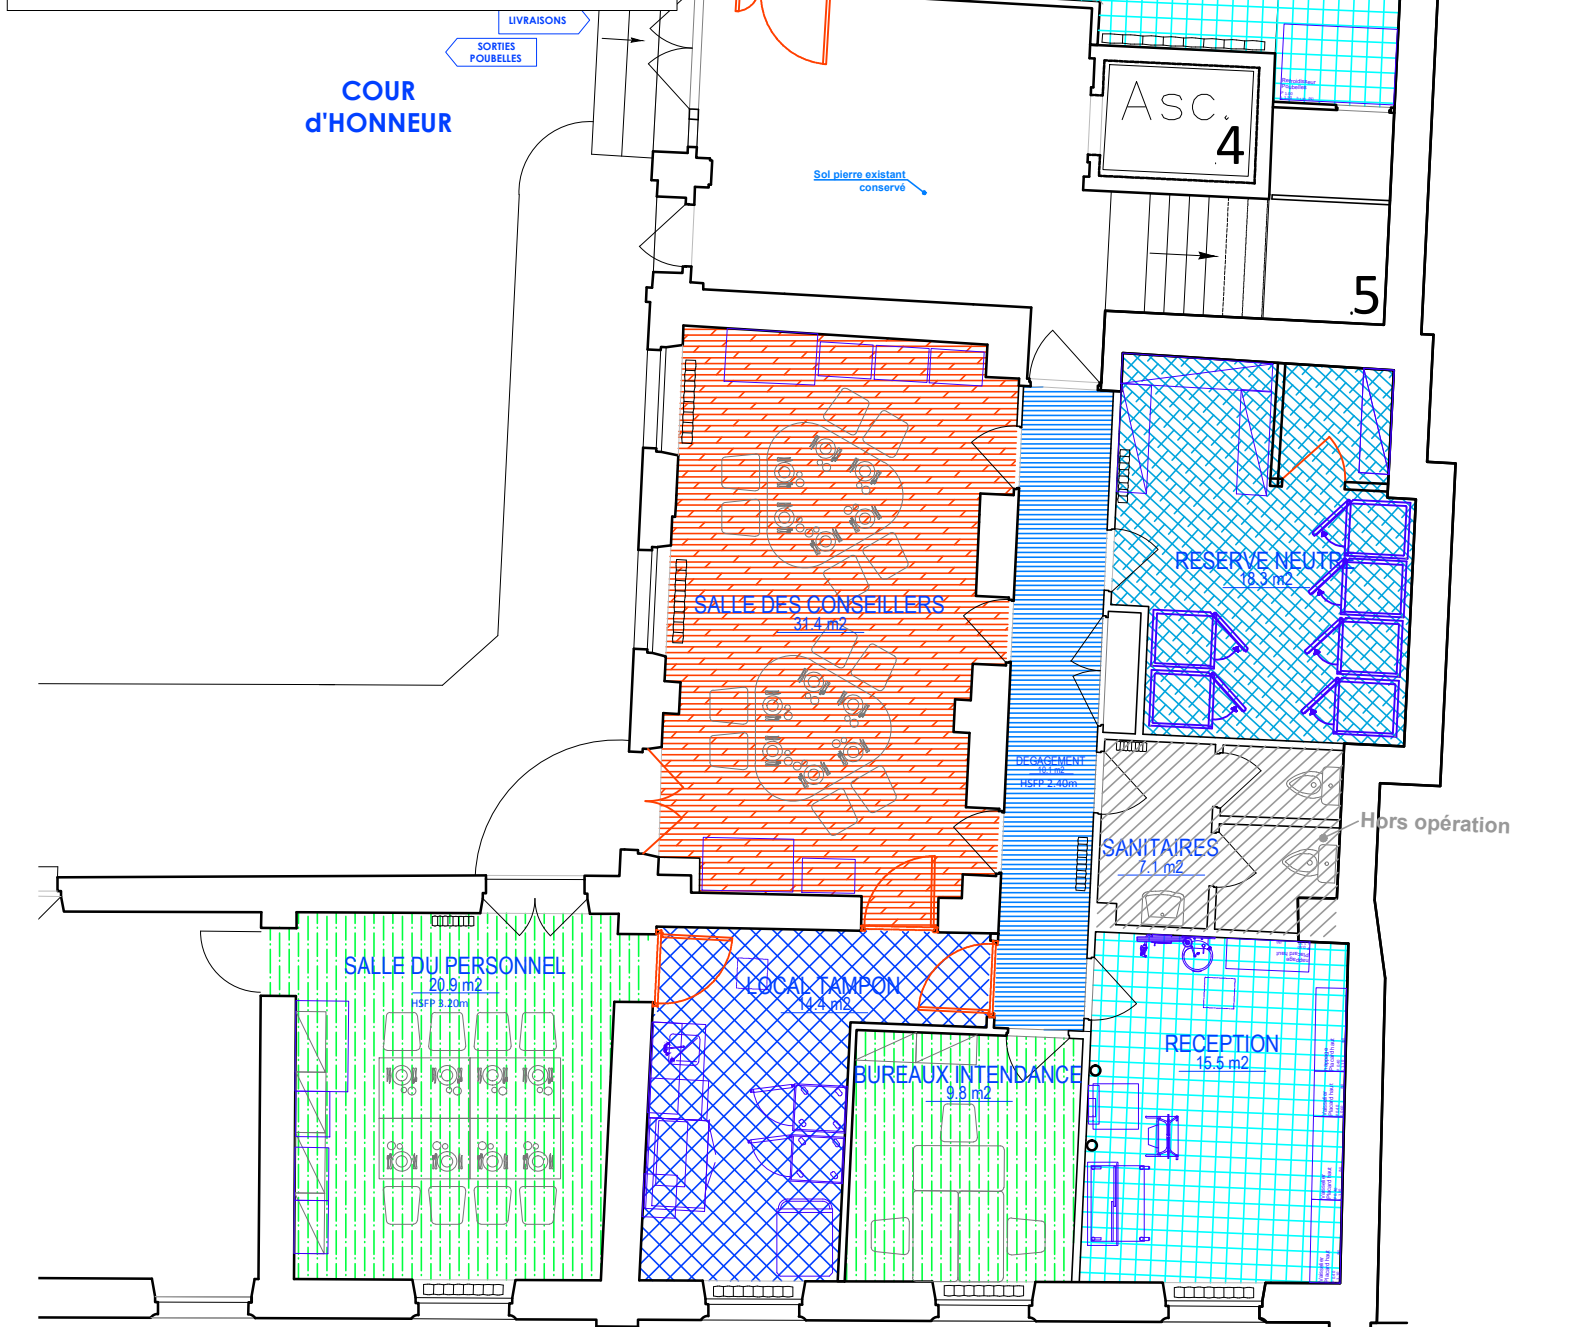 LIVRAISONS
SORTIES
POUBELLES
COUR
d'HONNEUR
Asc.
4
Sol pierre existant
conservé
.5
RESERVE NEUTRE
18.3 m2
SALLE DES CONSEILLERS
31.4 m2
DEGAGEMENT
HSFP 2.40m
Hors opération
SANITAIRES
7.1 m2
SALLE DU PERSONNEL
20.9 m2
HSFP 3.20m
LOCAL TAMPON
14.4 m2
RECEPTION
15.5 m2
BUREAUX INTENDANCE
9.8 m2